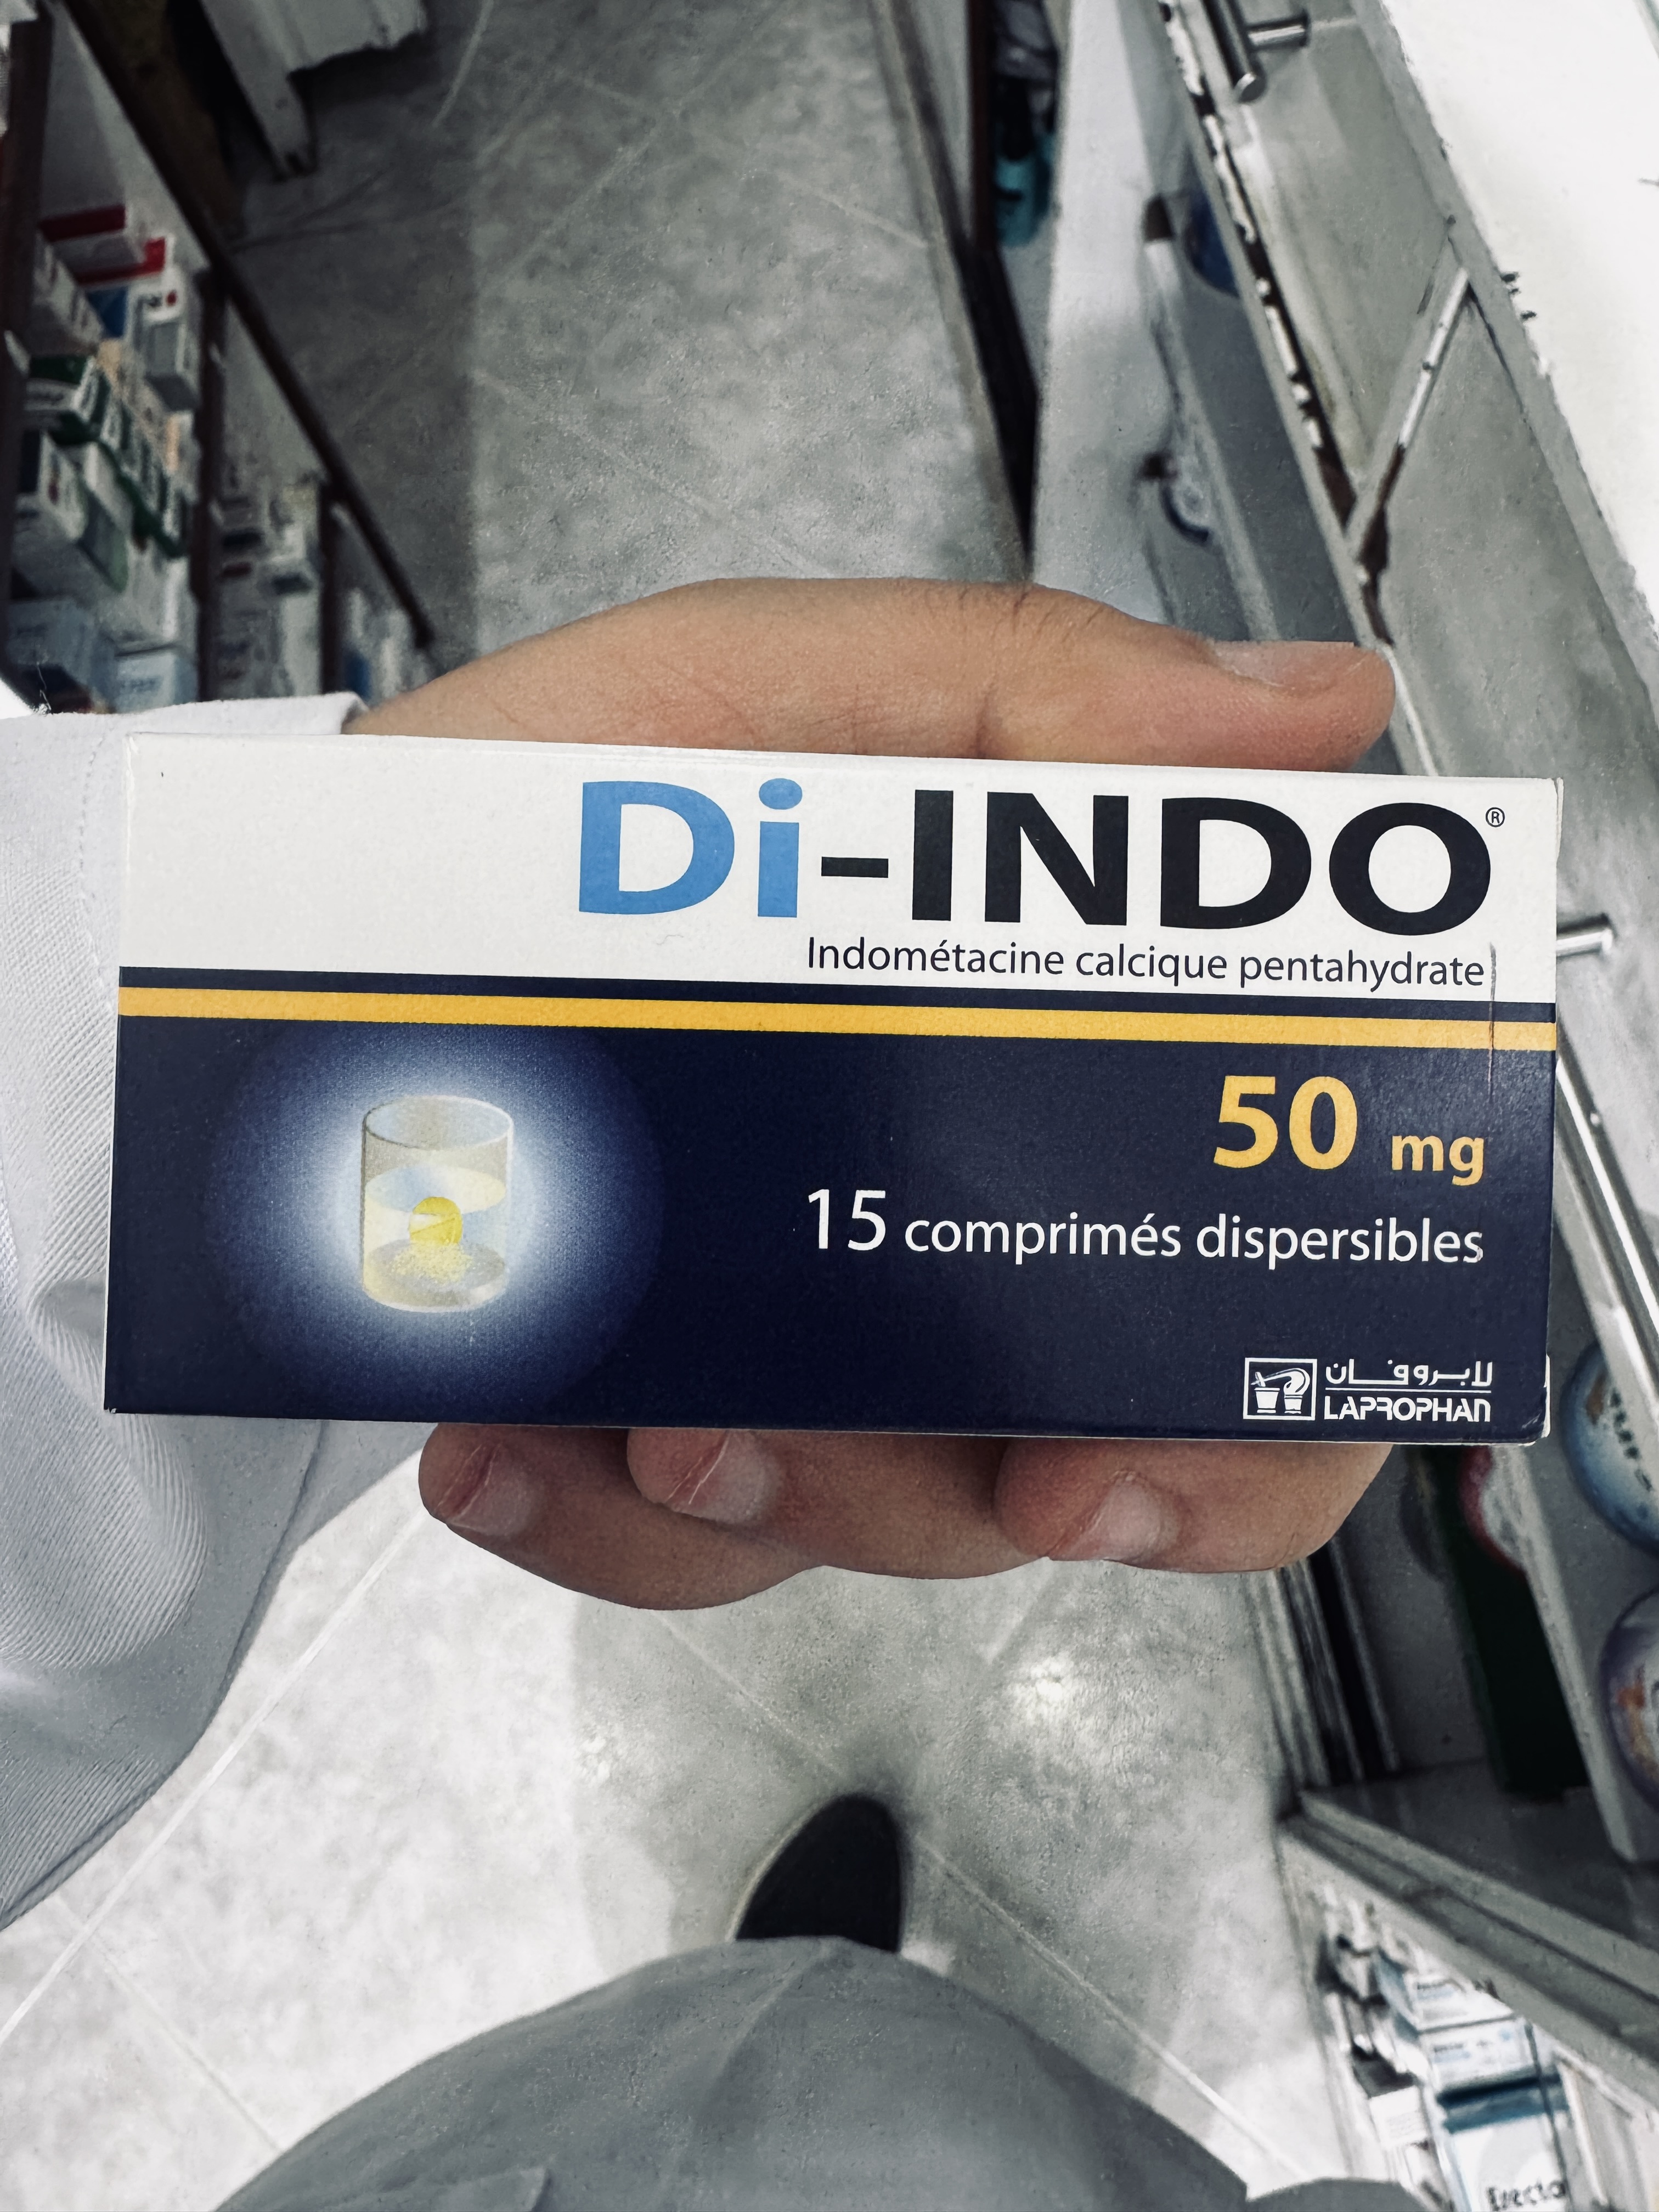 Di-INDO®
Indométacine calcique pentahydrate
50 mg
15 comprimés dispersibles
لابروفان
LAPROPHAN